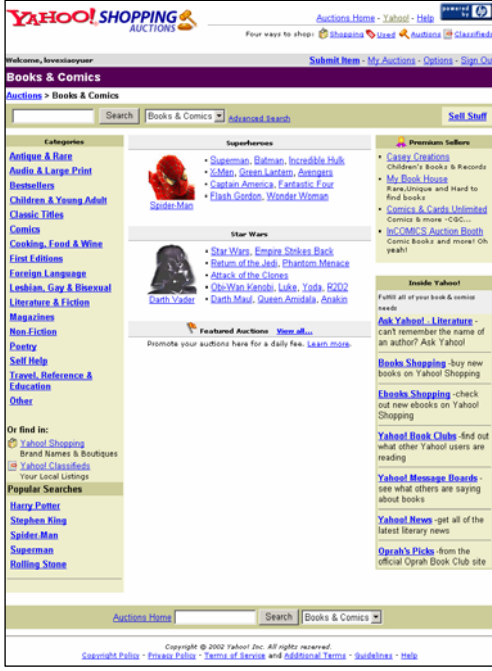 YAHOO! SHOPPING
AUCTIONS
Auctions Home - Yahoo! - Help
powered by hp
Four ways to shop: Shopping Used Auctions Classifieds
Welcome, lovexiaoyuer
Submit Item - My Auctions - Options - Sign Ou
Books & Comics
Auctions > Books & Comics
Search Books & Comics Advanced Search
Sell Stuff
Categories
Antique & Rare
Audio & Large Print
Bestsellers
Children & Young Adult
Classic Titles
Comics
Cooking, Food & Wine
First Editions
Foreign Language
Lesbian, Gay & Bisexual
Literature & Fiction
Magazines
Non-Fiction
Poetry
Self Help
Travel, Reference &
Education
Other
Or find in:
Yahoo! Shopping
Brand Names & Boutiques
Yahoo! Classifieds
Your Local Listings
Popular Searches
Harry Potter
Stephen King
Spider-Man
Superman
Rolling Stone
Superheroes
Spider-Man
• Superman, Batman, Incredible Hulk
• X-Men, Green Lantern, Avengers
• Captain America, Fantastic Four
• Flash Gordon, Wonder Woman
Star Wars
Darth Vader
• Star Wars, Empire Strikes Back
• Return of the Jedi, Phantom Menace
• Attack of the Clones
• Obi-Wan Kenobi, Luke, Yoda, R2D2
• Darth Maul, Queen Amidala, Anakin
Featured Auctions View all...
Promote your auctions here for a daily fee. Learn more.
Premium Sellers
• Casey Creations
Children's Books & Records
• My Book House
Rare,Unique and Hard to
find books
• Comics & Cards Unlimited
Comics & more -CGC...
• InCOMICS Auction Booth
Comic Books and more! Oh
yeah!
Inside Yahoo!
Fulfill all of your book & comics
needs
Ask Yahoo! - Literature -
can't remember the name of
an author? Ask Yahoo!
Books Shopping -buy new
books on Yahoo! Shopping
Ebooks Shopping -check
out new ebooks on Yahoo!
Shopping
Yahoo! Book Clubs -find out
what other Yahoo! users are
reading
Yahoo! Message Boards -
see what others are saying
about books
Yahoo! News -get all of the
latest literary news
Oprah's Picks -from the
official Oprah Book Club site
Auctions Home Search Books & Comics
Copyright © 2002 Yahoo! Inc. All rights reserved.
Copyright Policy - Privacy Policy - Terms of Service and Additional Terms - Guidelines - Help